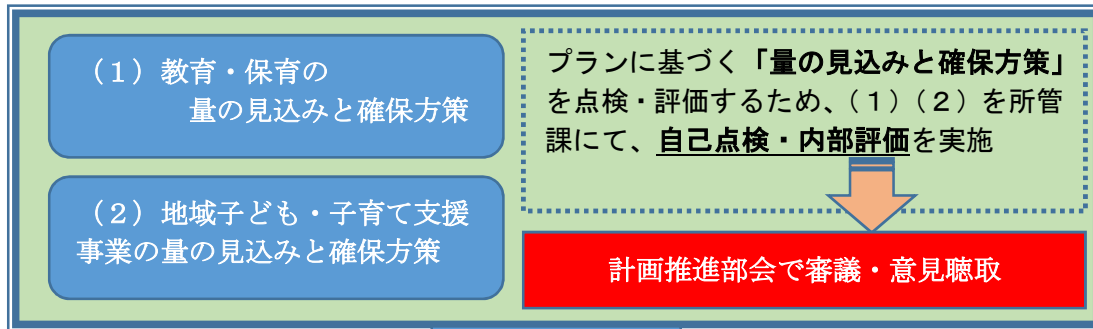 （１）教育・保育の
量の見込みと確保方策
（２）地域子ども・子育て支援
事業の量の見込みと確保方策
プランに基づく「量の見込みと確保方策」
を点検・評価するため、（１）（２）を所管
課にて、自己点検・内部評価を実施
計画推進部会で審議・意見聴取